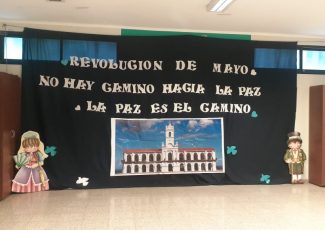 REVOLUCION DE MAYO
NO HAY CAMINO HACIA LA PAZ
LA PAZ ES EL CAMINO